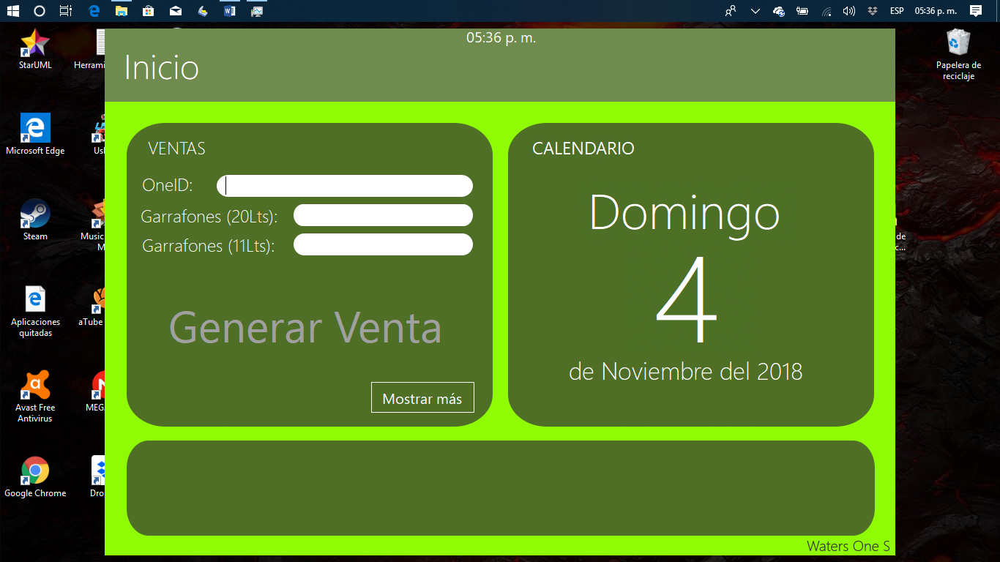 ESP 05:36 p. m.
05:36 p. m.
Inicio
StarUML
Herrami
Papelera de
reciclaje
Microsoft Edge
Usb
Steam
Music
M
de
c...
Aplicaciones
quitadas
aTube
Avast Free
Antivirus
MEGA
Google Chrome
Dro
VENTAS
OneID:
Garrafones (20Lts):
Garrafones (11Lts):
Generar Venta
Mostrar más
CALENDARIO
Domingo
4
de Noviembre del 2018
Waters One S